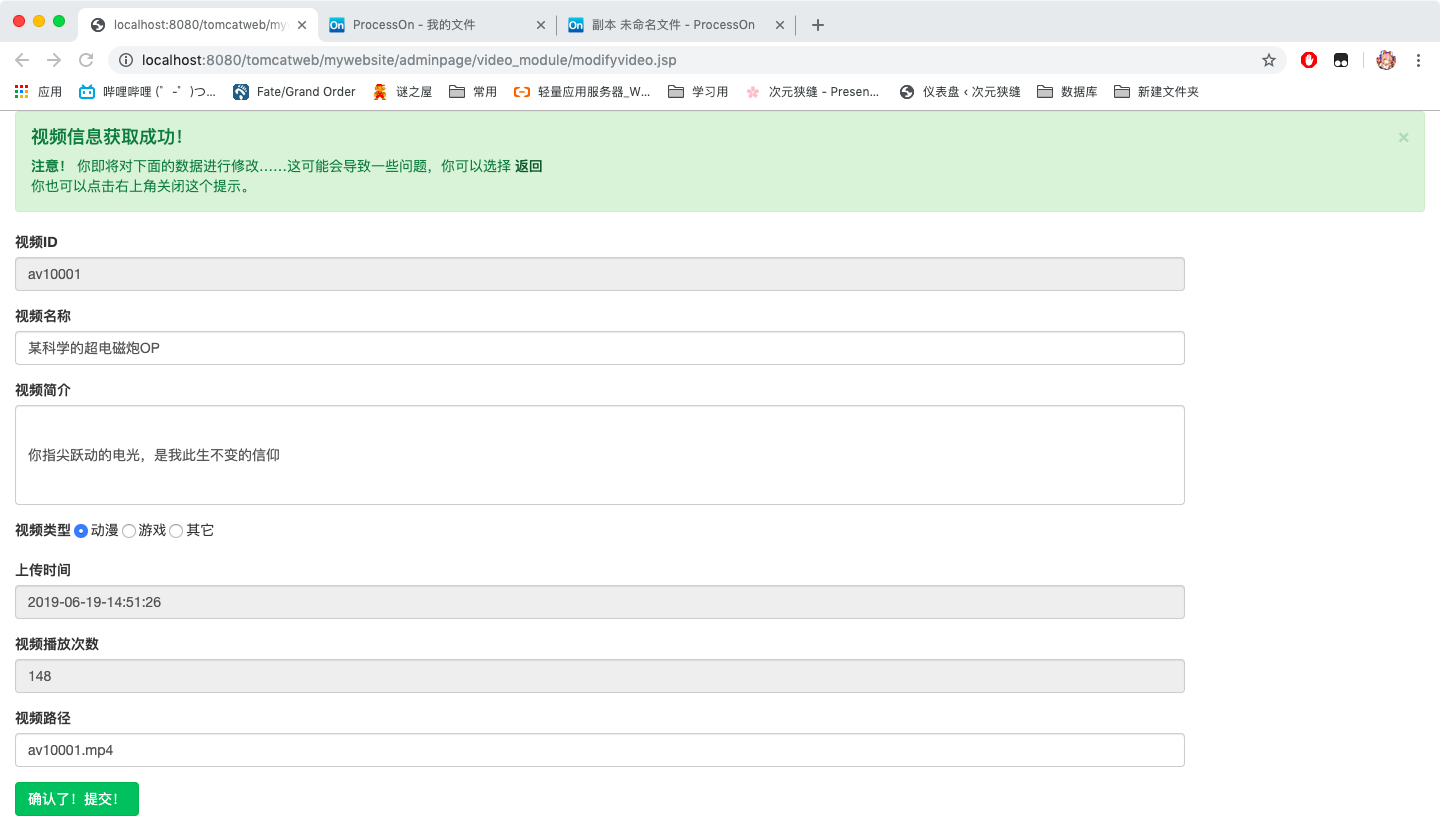 localhost:8080/tomcatweb/my
ProcessOn - 我的文件
副本 未命名文件 - ProcessOn
localhost:8080/tomcatweb/mywebsite/adminpage/video_module/modifyvideo.jsp
应用 哔哩哔哩 (゜-゜)つ... Fate/Grand Order 谜之屋 常用 轻量应用服务器_W... 学习用 次元狭缝 - Presen... 仪表盘 ‹ 次元狭缝 数据库 新建文件夹
视频信息获取成功！
×
注意！ 你即将对下面的数据进行修改……这可能会导致一些问题，你可以选择 返回
你也可以点击右上角关闭这个提示。
视频ID
av10001
视频名称
某科学的超电磁炮OP
视频简介
你指尖跃动的电光，是我此生不变的信仰
视频类型 动漫 游戏 其它
上传时间
2019-06-19-14:51:26
视频播放次数
148
视频路径
av10001.mp4
确认了！提交！